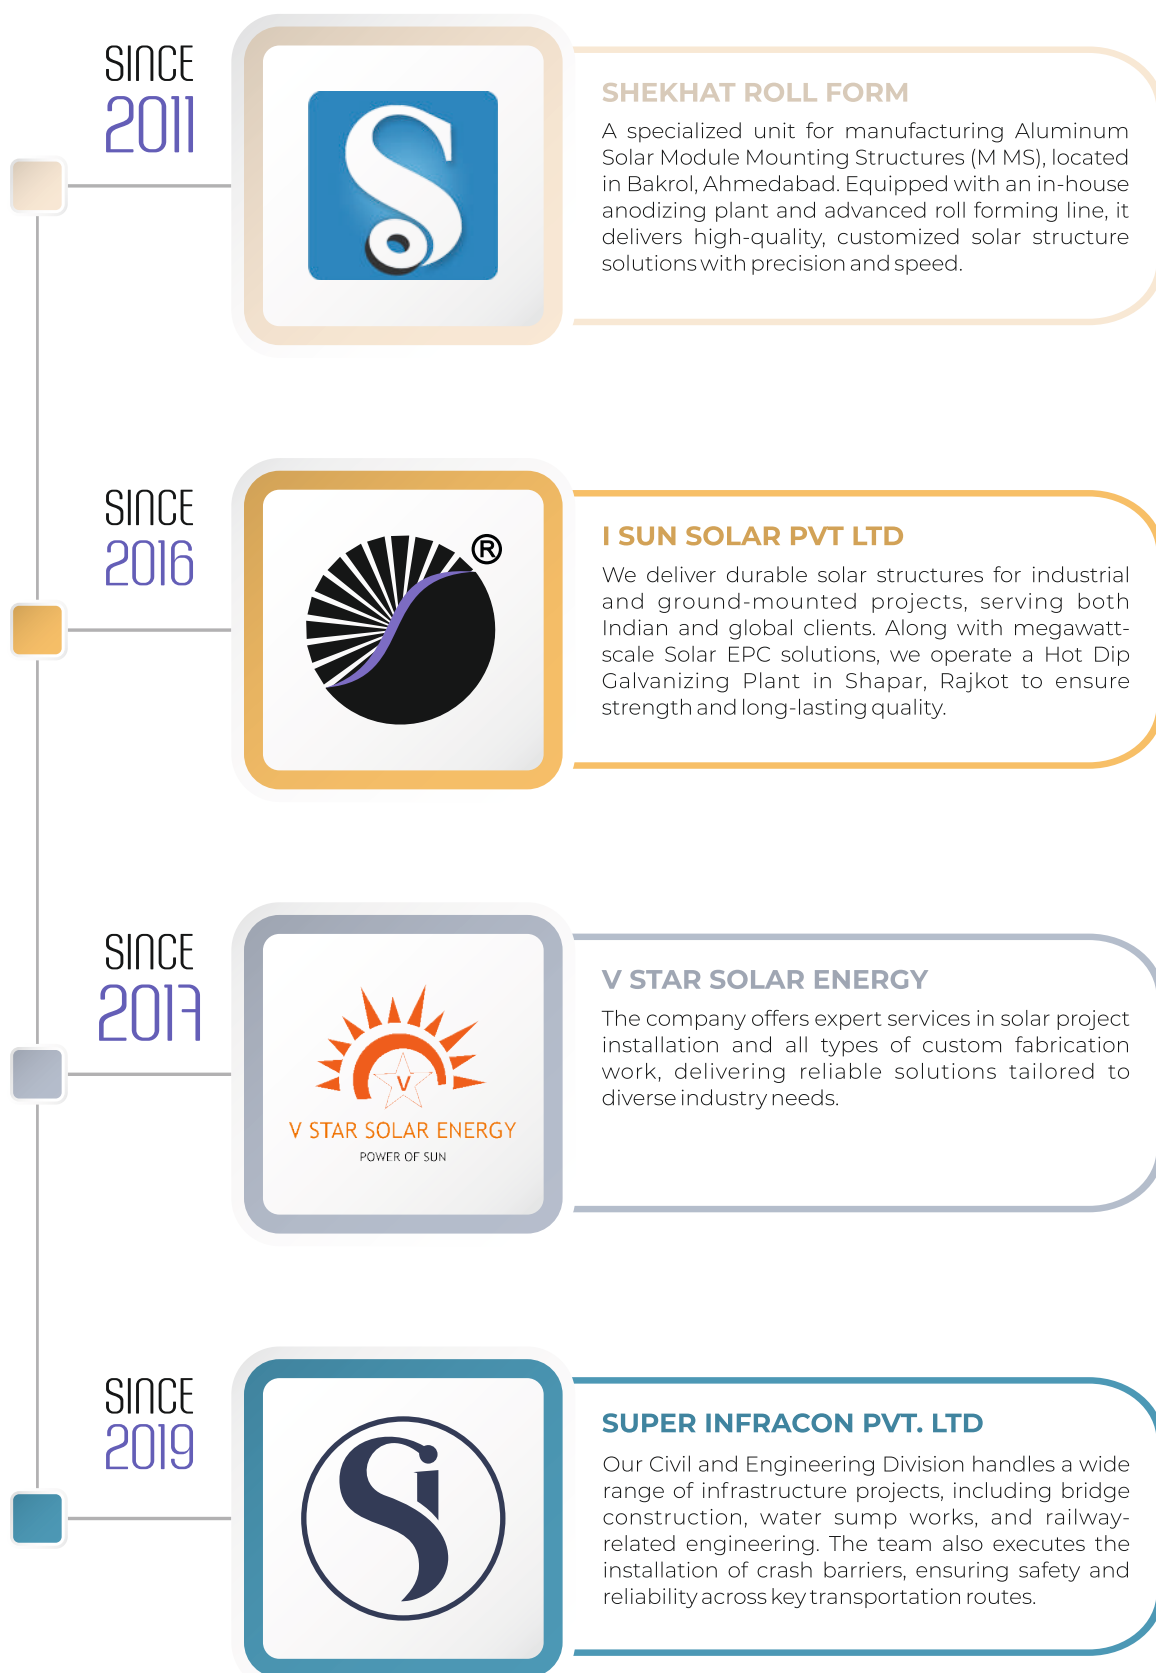 SINCE
2011
SHEKHAT ROLL FORM
A specialized unit for manufacturing Aluminum
Solar Module Mounting Structures (M MS), located
in Bakrol, Ahmedabad. Equipped with an in-house
anodizing plant and advanced roll forming line, it
delivers high-quality, customized solar structure
solutions with precision and speed.
SINCE
2016
®
I SUN SOLAR PVT LTD
We deliver durable solar structures for industrial
and ground-mounted projects, serving both
Indian and global clients. Along with megawatt-
scale Solar EPC solutions, we operate a Hot Dip
Galvanizing Plant in Shapar, Rajkot to ensure
strength and long-lasting quality.
SINCE
2017
V
V STAR SOLAR ENERGY
POWER OF SUN
V STAR SOLAR ENERGY
The company offers expert services in solar project
installation and all types of custom fabrication
work, delivering reliable solutions tailored to
diverse industry needs.
SINCE
2019
SUPER INFRACON PVT. LTD
Our Civil and Engineering Division handles a wide
range of infrastructure projects, including bridge
construction, water sump works, and railway-
related engineering. The team also executes the
installation of crash barriers, ensuring safety and
reliability across key transportation routes.